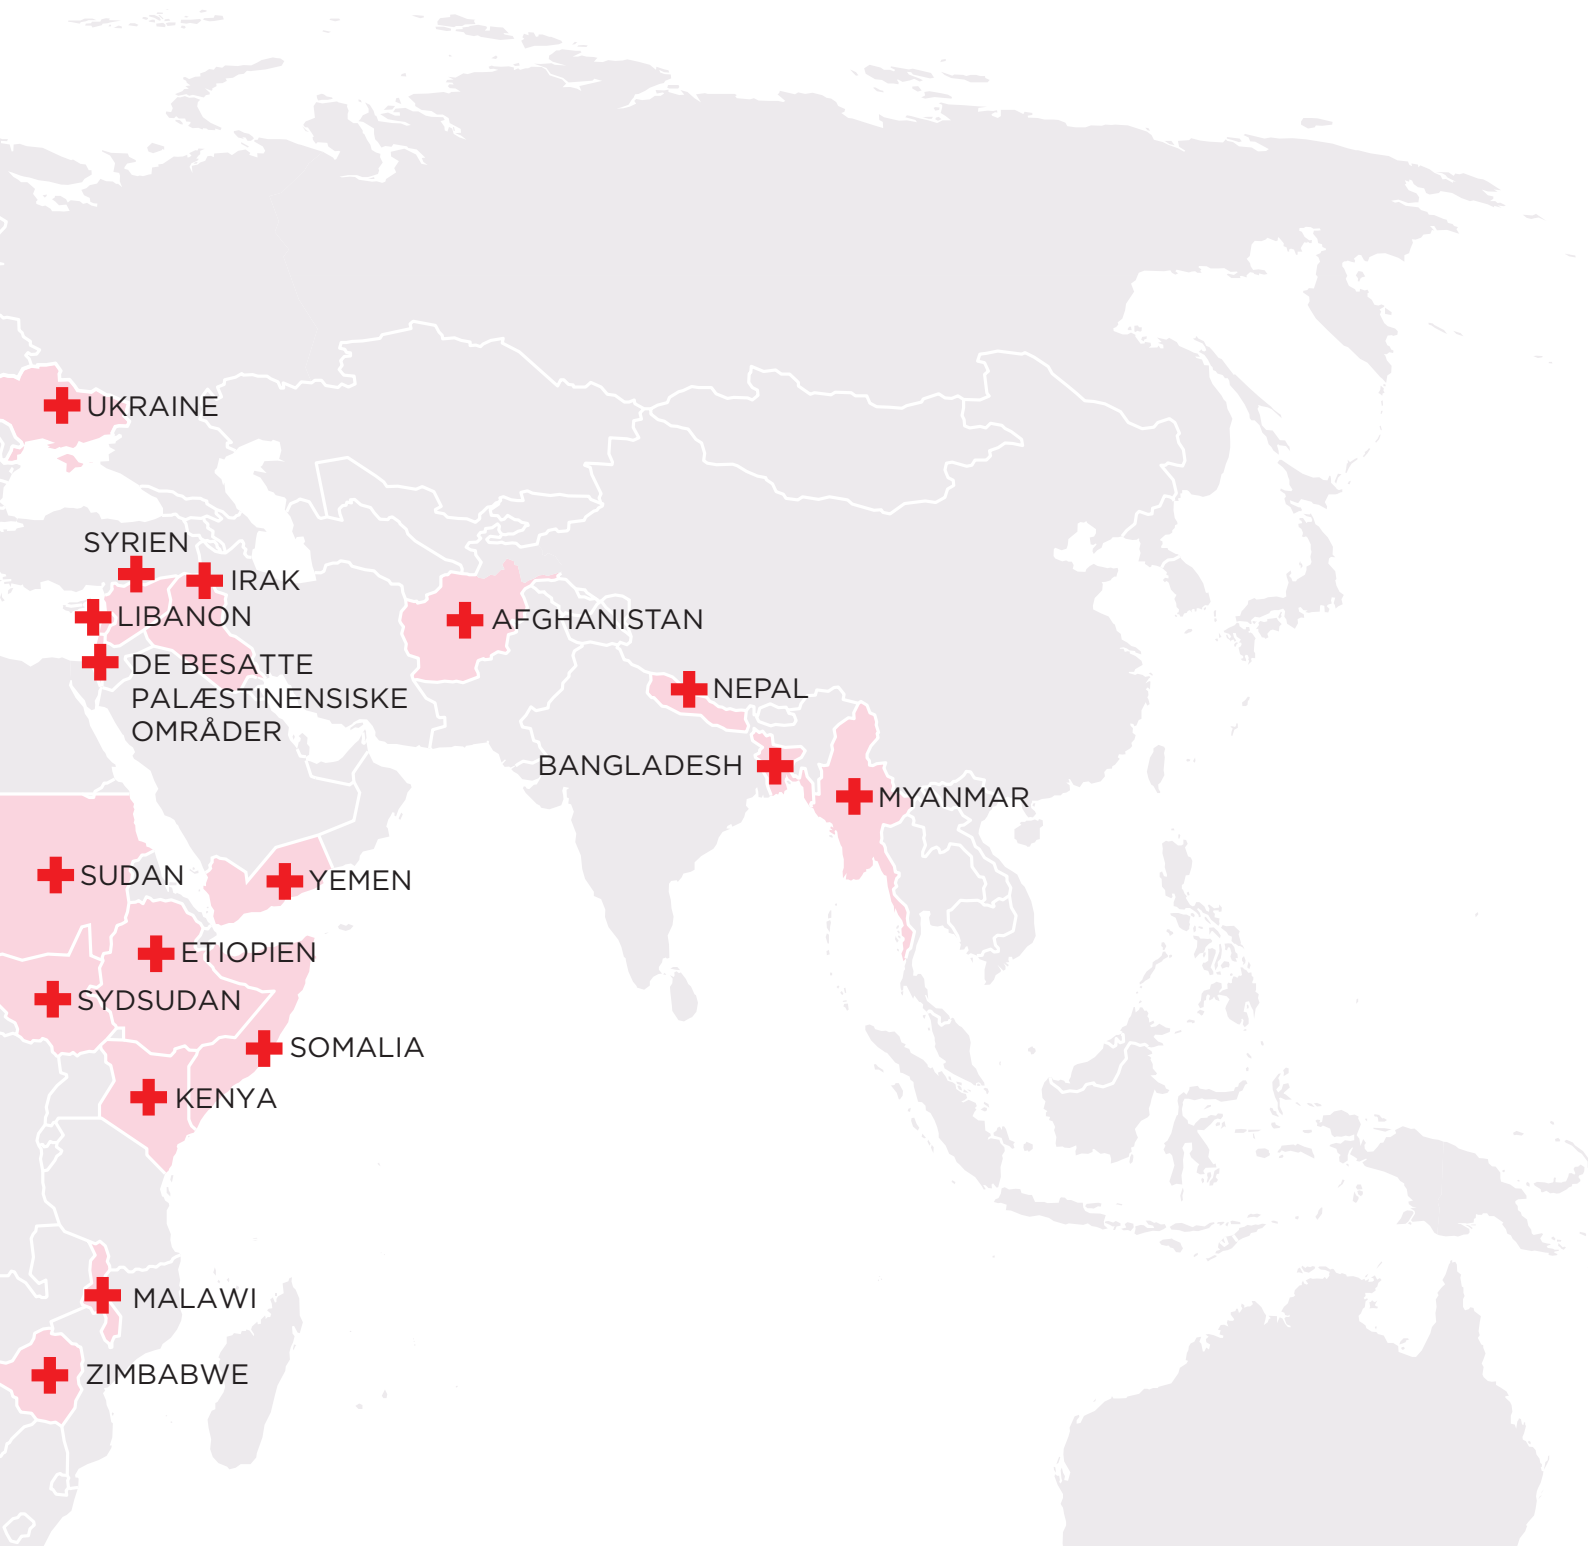 UKRAINE
SYRIEN
IRAK
LIBANON
AFGHANISTAN
DE BESATTE
PALÆSTINENSISKE
OMRÅDER
NEPAL
BANGLADESH
MYANMAR
SUDAN
YEMEN
ETIOPIEN
SYDSUDAN
SOMALIA
KENYA
MALAWI
ZIMBABWE